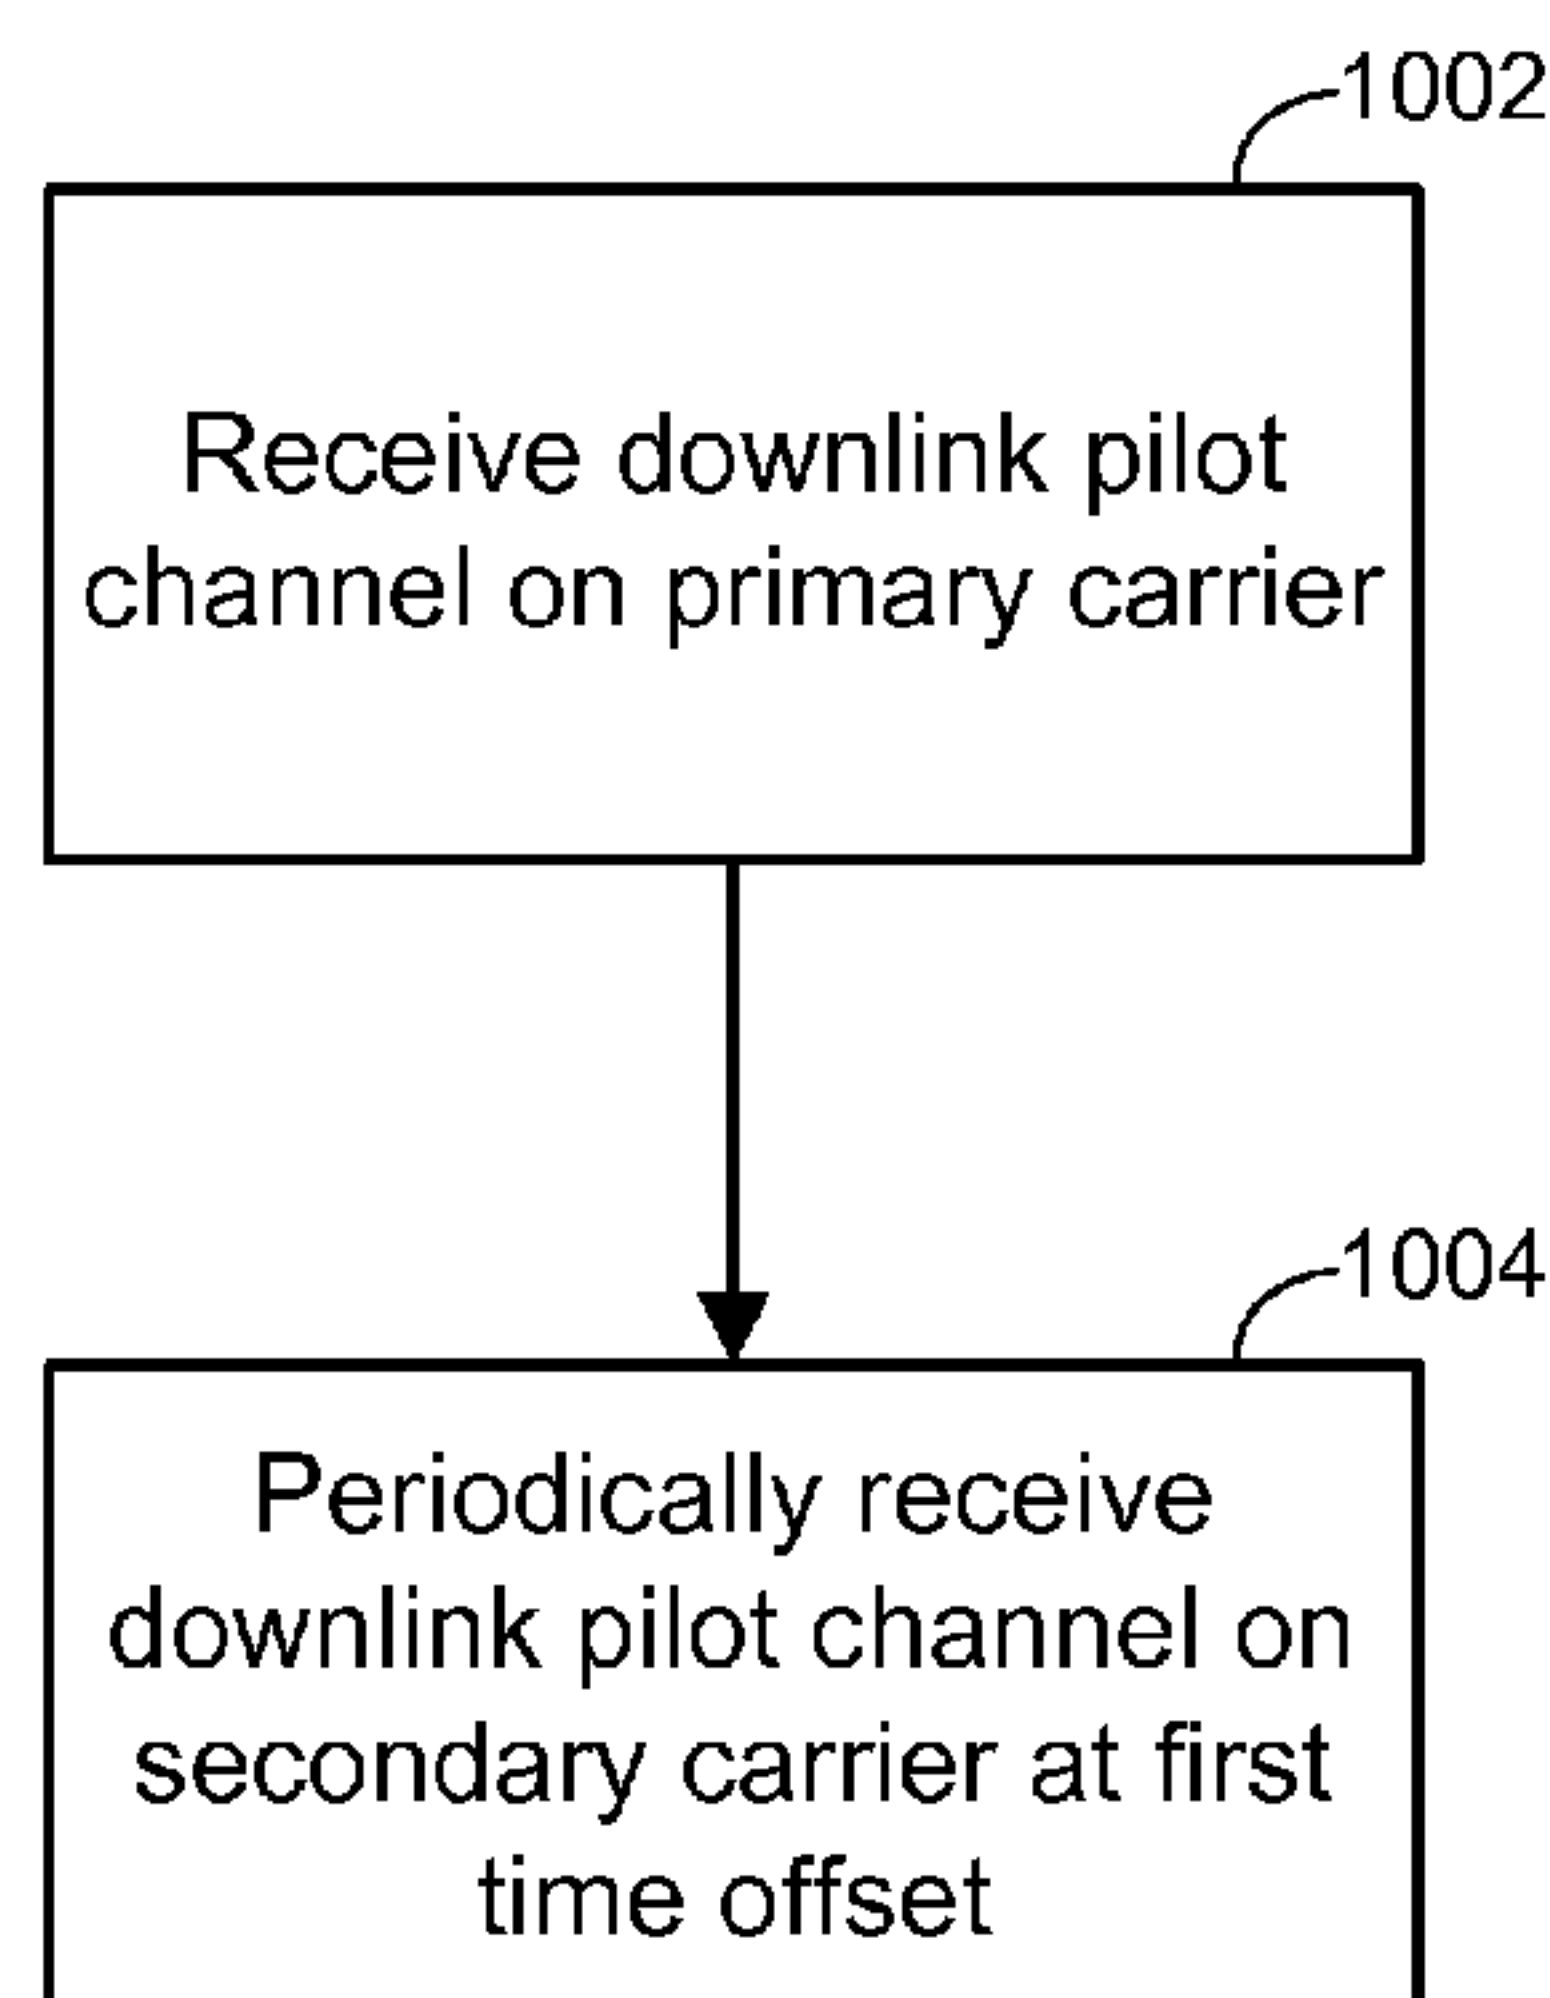 1002
Receive downlink pilot
channel on primary carrier
1004
Periodically receive
downlink pilot channel on
secondary carrier at first
time offset